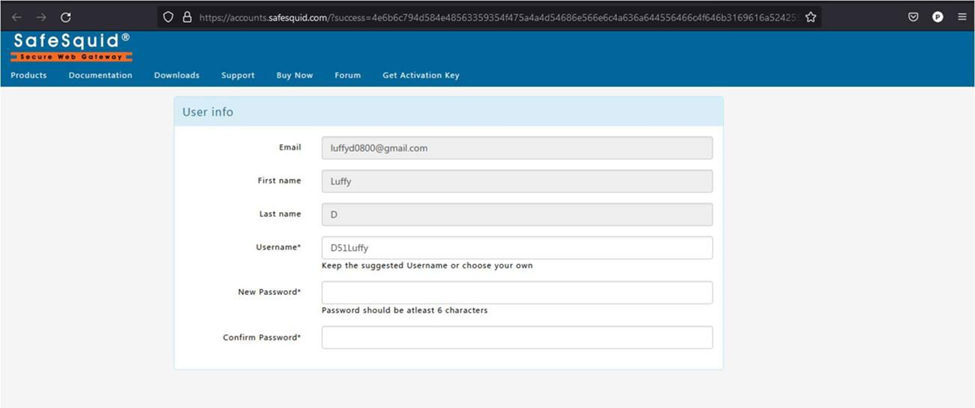 https://accounts.safesquid.com/?success=4e6b6c794d584e48563359354f475a4a4d54686e566e6c4a636a644556466c4f646b3169616a52425
P
SafeSquid®
Secure Web Gateway
Products Documentation Downloads Support Buy Now Forum Get Activation Key
User info
Email luffyd0800@gmail.com
First name Luffy
Last name D
Username* D51Luffy
Keep the suggested Username or choose your own
New Password*
Password should be atleast 6 characters
Confirm Password*